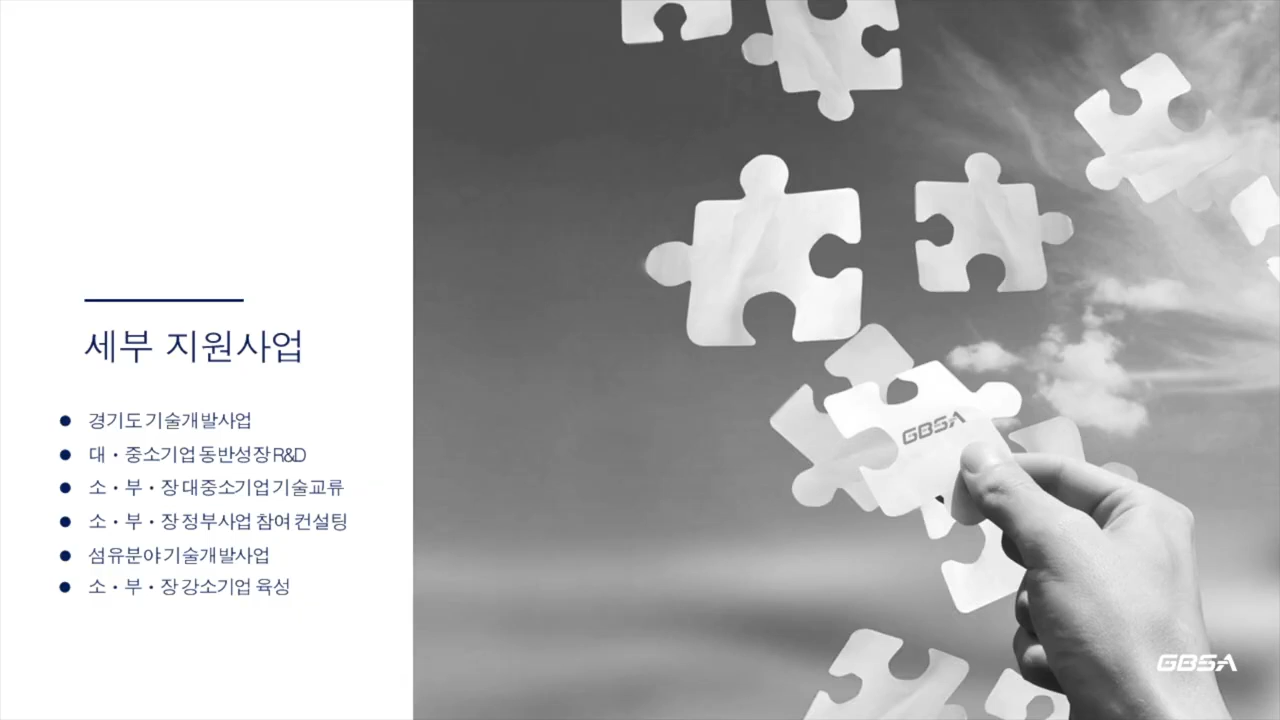 세부 지원사업
● 경기도 기술개발사업
● 대・중소기업 동반성장 R&D
● 소・부・장 대중소기업 기술교류
● 소・부・장 정부사업 참여 컨설팅
● 섬유분야 기술개발사업
● 소・부・장 강소기업 육성
GBSA
GBSA